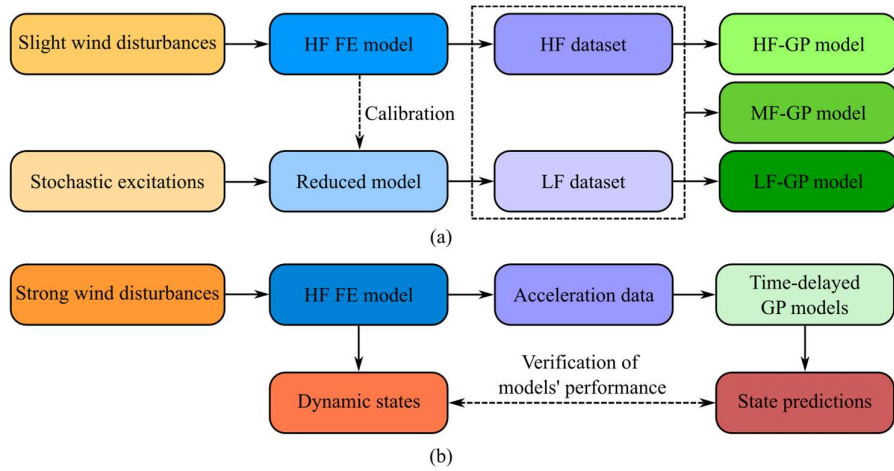 Slight wind disturbances
HF FE model
HF dataset
HF-GP model
Calibration
MF-GP model
Stochastic excitations
Reduced model
LF dataset
LF-GP model
(a)
Strong wind disturbances
HF FE model
Acceleration data
Time-delayed
GP models
Verification of
models' performance
Dynamic states
State predictions
(b)